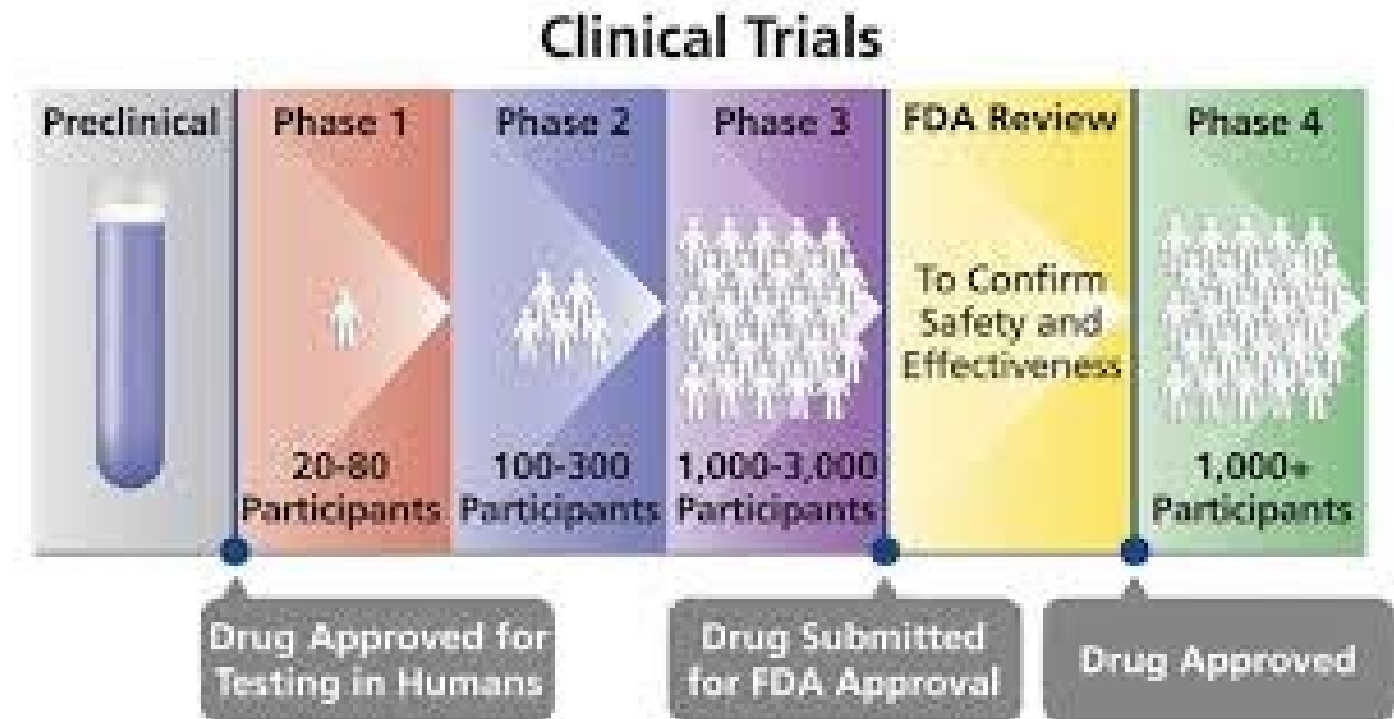 Clinical Trials
Preclinical
Phase 1
Phase 2
Phase 3
FDA Review
Phase 4
To Confirm
Safety and
Effectiveness
20-80
Participants
100-300
Participants
1,000-3,000
Participants
1,000+
Participants
Drug Approved for
Testing in Humans
Drug Submitted
for FDA Approval
Drug Approved